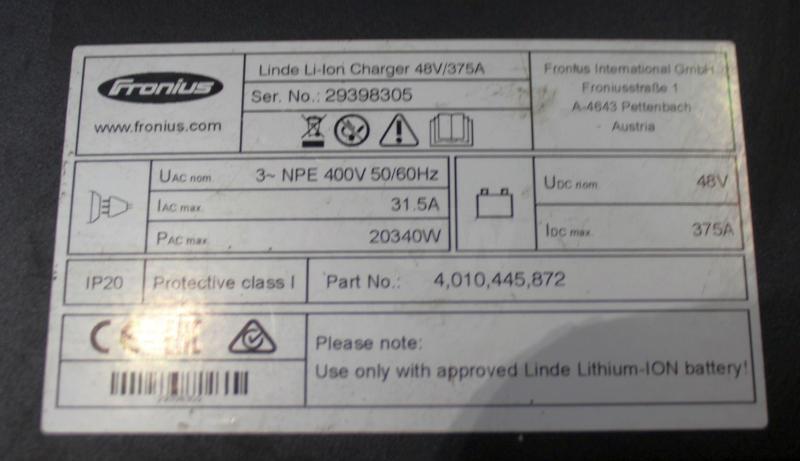 Fronius
www.fronius.com
Linde Li-Ion Charger 48V/375A
Ser. No.: 29398305
Fronius International GmbH
Froniusstraße 1
A-4643 Pettenbach
Austria
UAC nom. 3~ NPE 400V 50/60Hz
IAC max. 31.5A
PAC max. 20340W
UDC nom. 48V
IDC max. 375A
IP20 Protective class I Part No.: 4,010,445,872
CE
Please note:
Use only with approved Linde Lithium-ION battery!